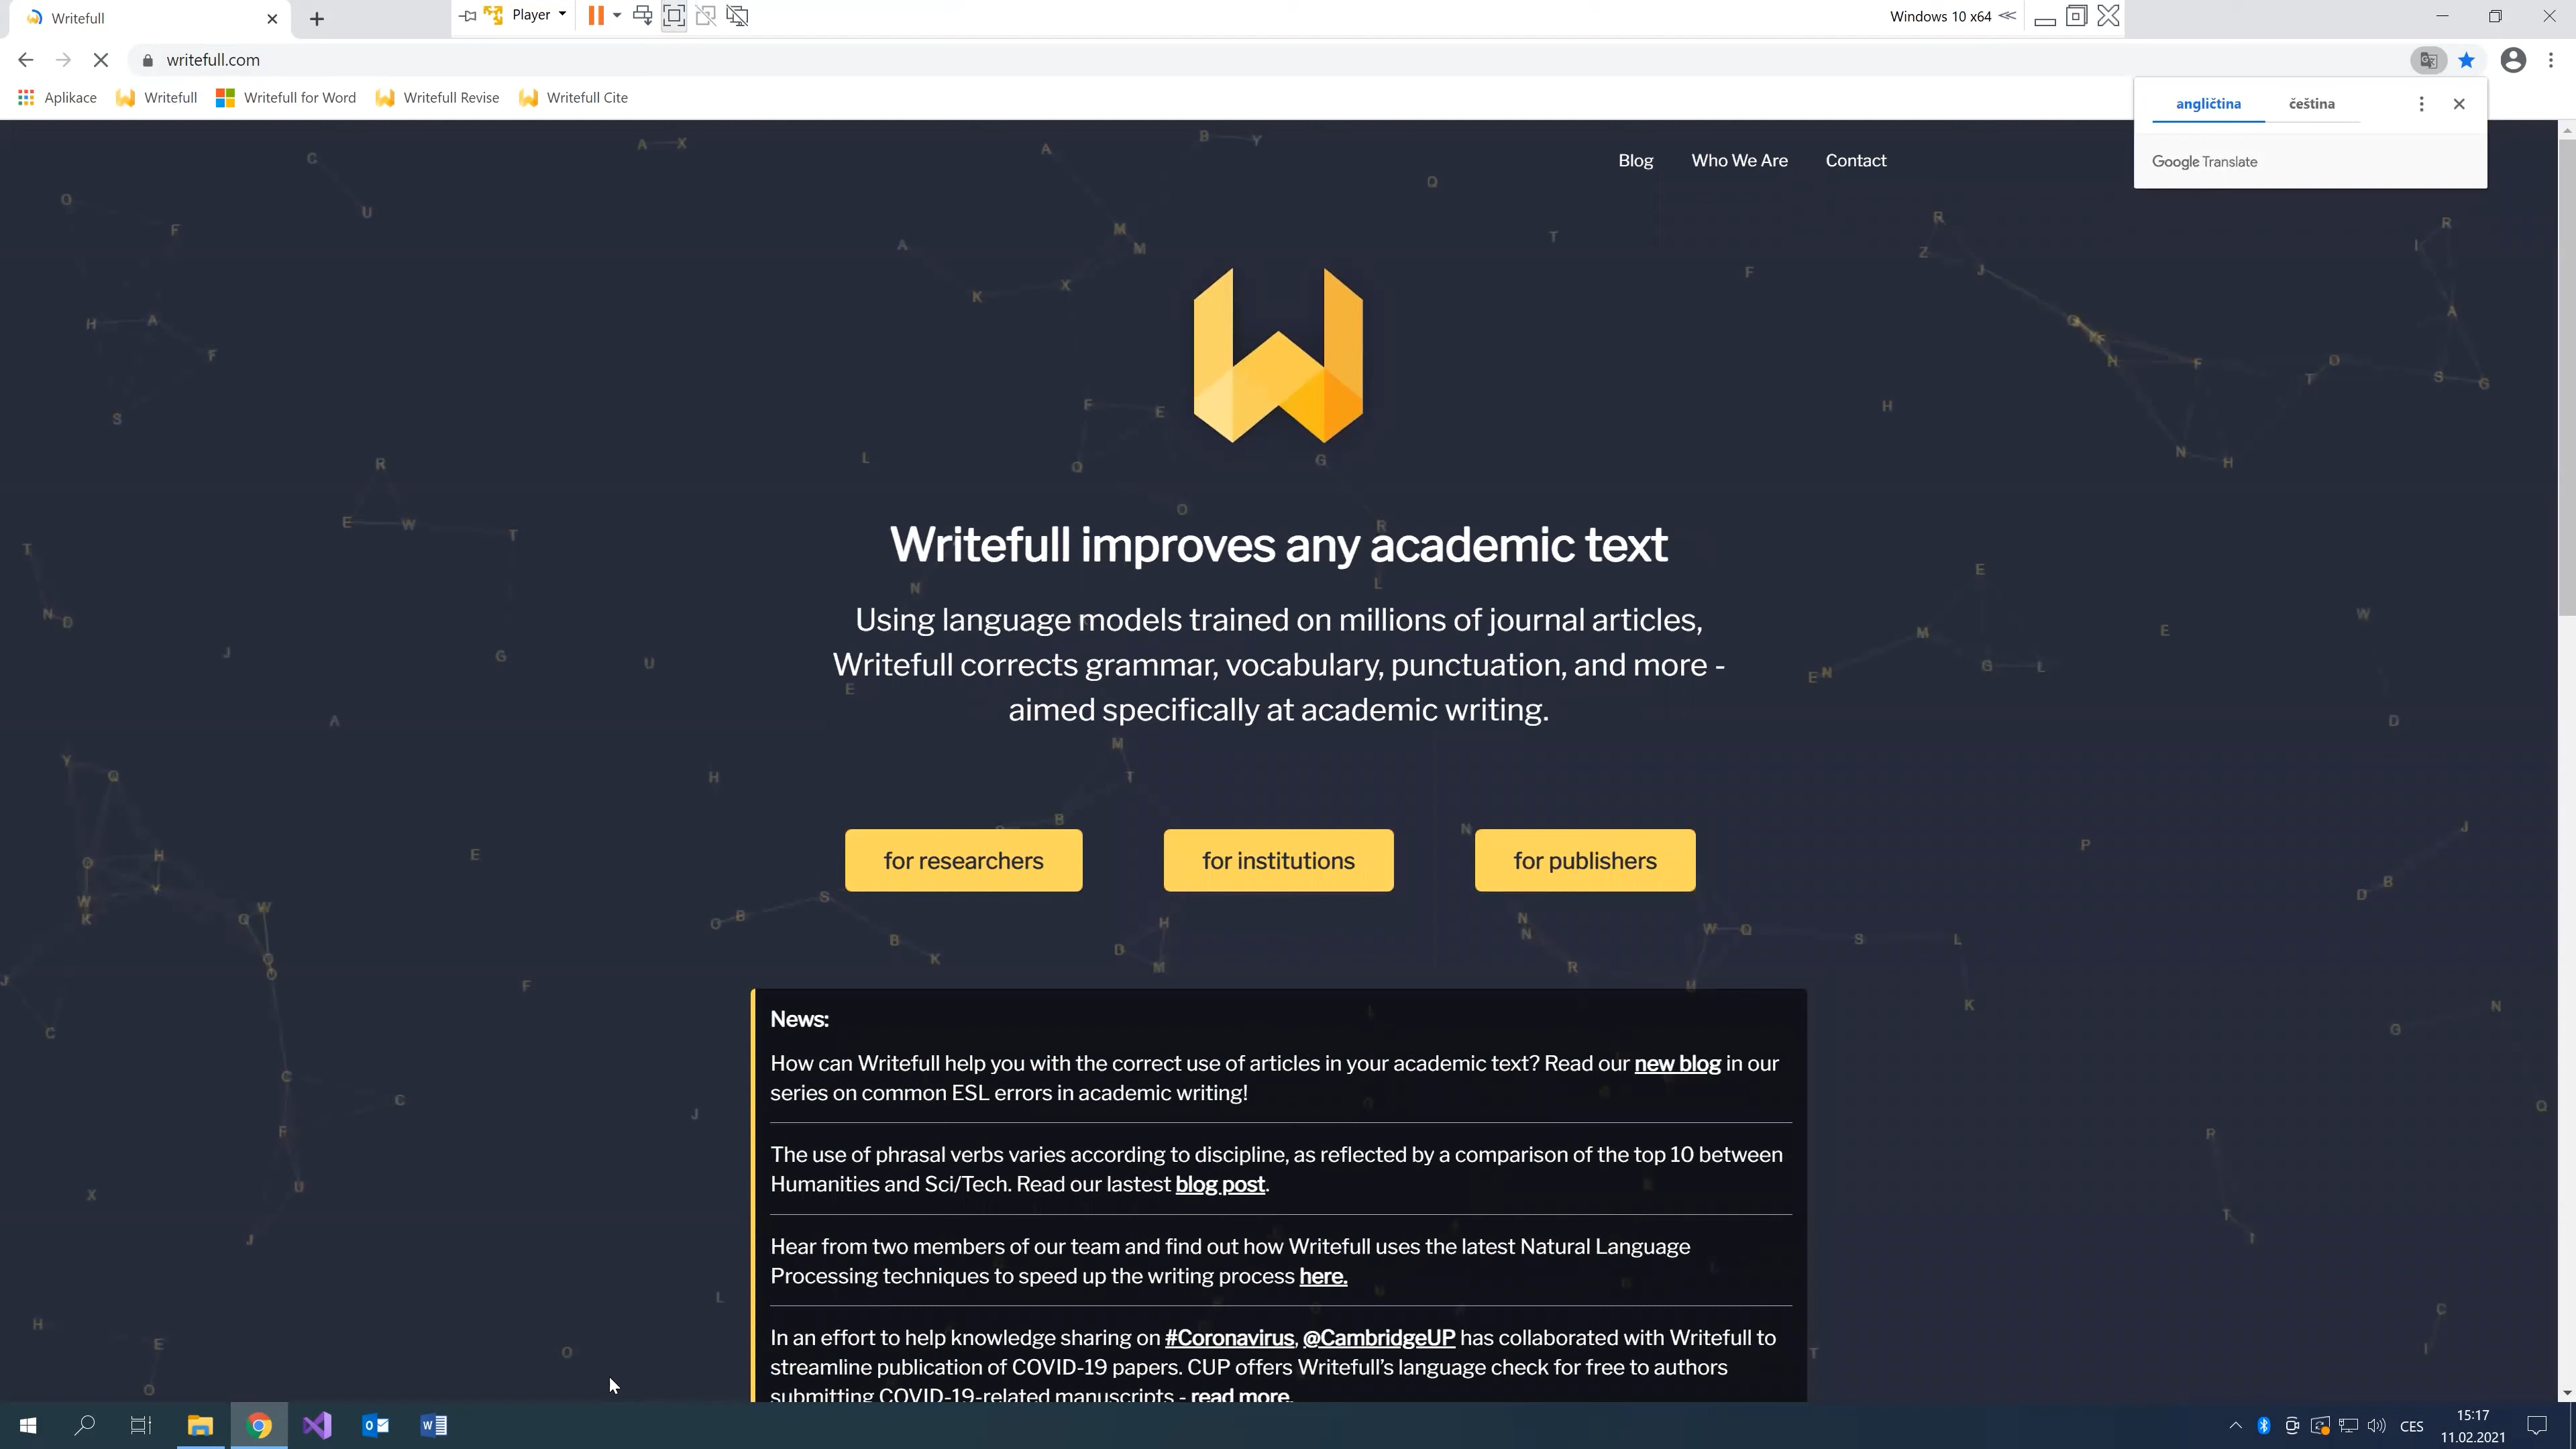 Writefull
Player
Windows 10 x64
writefull.com
Aplikace
Writefull
Writefull for Word
Writefull Revise
Writefull Cite
angličtina
čeština
Google Translate
Blog
Who We Are
Contact
Writefull improves any academic text
Using language models trained on millions of journal articles,
Writefull corrects grammar, vocabulary, punctuation, and more -
aimed specifically at academic writing.
for researchers
for institutions
for publishers
News:
How can Writefull help you with the correct use of articles in your academic text? Read our new blog in our
series on common ESL errors in academic writing!
The use of phrasal verbs varies according to discipline, as reflected by a comparison of the top 10 between
Humanities and Sci/Tech. Read our lastest blog post.
Hear from two members of our team and find out how Writefull uses the latest Natural Language
Processing techniques to speed up the writing process here.
In an effort to help knowledge sharing on #Coronavirus, @CambridgeUP has collaborated with Writefull to
streamline publication of COVID-19 papers. CUP offers Writefull's language check for free to authors
submitting COVID-19-related manuscripts - read more.
CES
15:17
11.02.2021